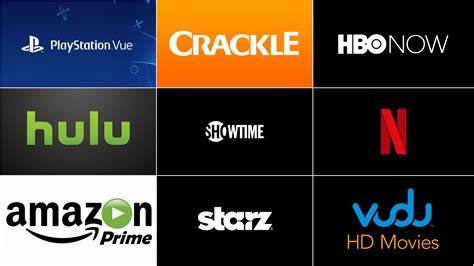 PlayStation Vue
CRACKLE
HBO NOW
hulu
SHOWTIME
N
amazon
Prime
starz
vudu
HD Movies